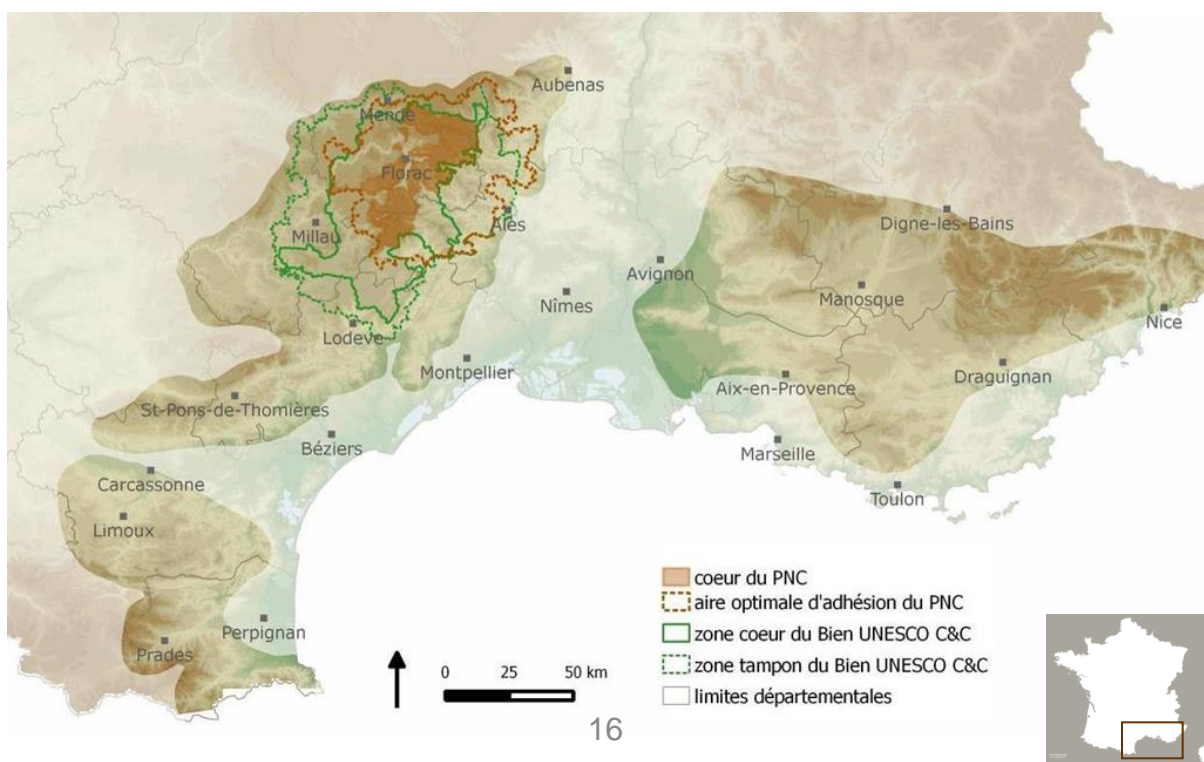 Aubenas
Mende
Florac
Alès
Millau
Digne-les-Bains
Avignon
Manosque
Nîmes
Nice
Lodève
Montpellier
Aix-en-Provence
Draguignan
St-Pons-de-Thomières
Béziers
Marseille
Carcassonne
Toulon
Limoux
Perpignan
Prades
coeur du PNC
aire optimale d'adhésion du PNC
zone coeur du Bien UNESCO C&C
zone tampon du Bien UNESCO C&C
limites départementales
0 25 50 km
16